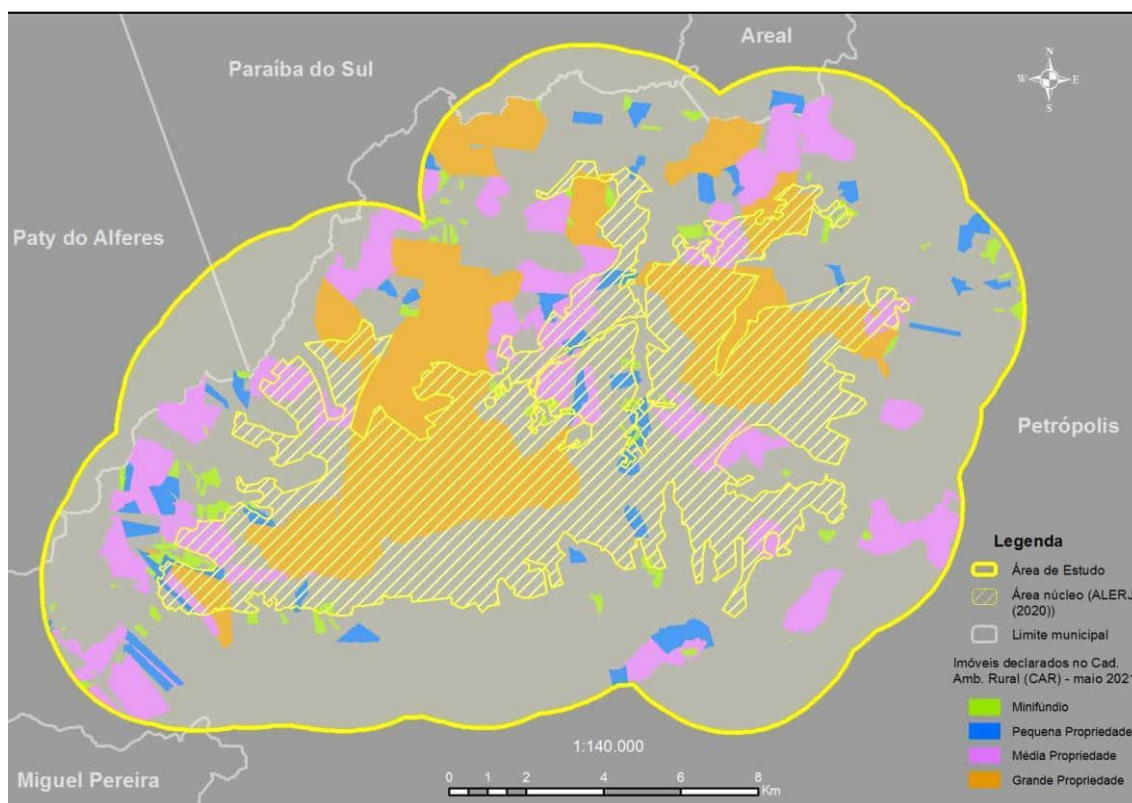 Areal
Paraíba do Sul
N
W E
S
Paty do Alferes
Petrópolis
Legenda
Área de Estudo
Área núcleo (ALERJ
(2020))
Limite municipal
Imóveis declarados no Cad.
Amb. Rural (CAR) - maio 2021
Minifúndio
Pequena Propriedade
Média Propriedade
Grande Propriedade
1:140.000
Miguel Pereira
0 1 2 4 6 8
Km